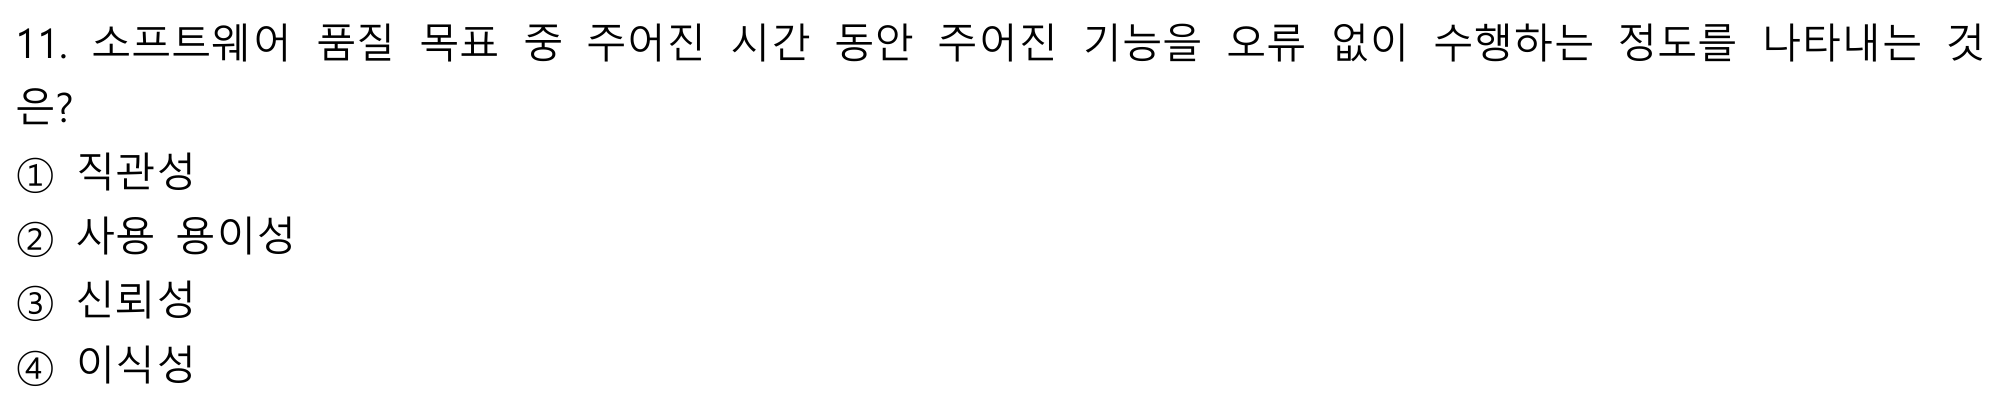 11. 소프트웨어 품질 목표 중 주어진 시간 동안 주어진 기능을 오류 없이 수행하는 정도를 나타내는 것
은?
① 직관성
② 사용 용이성
③ 신뢰성
④ 이식성